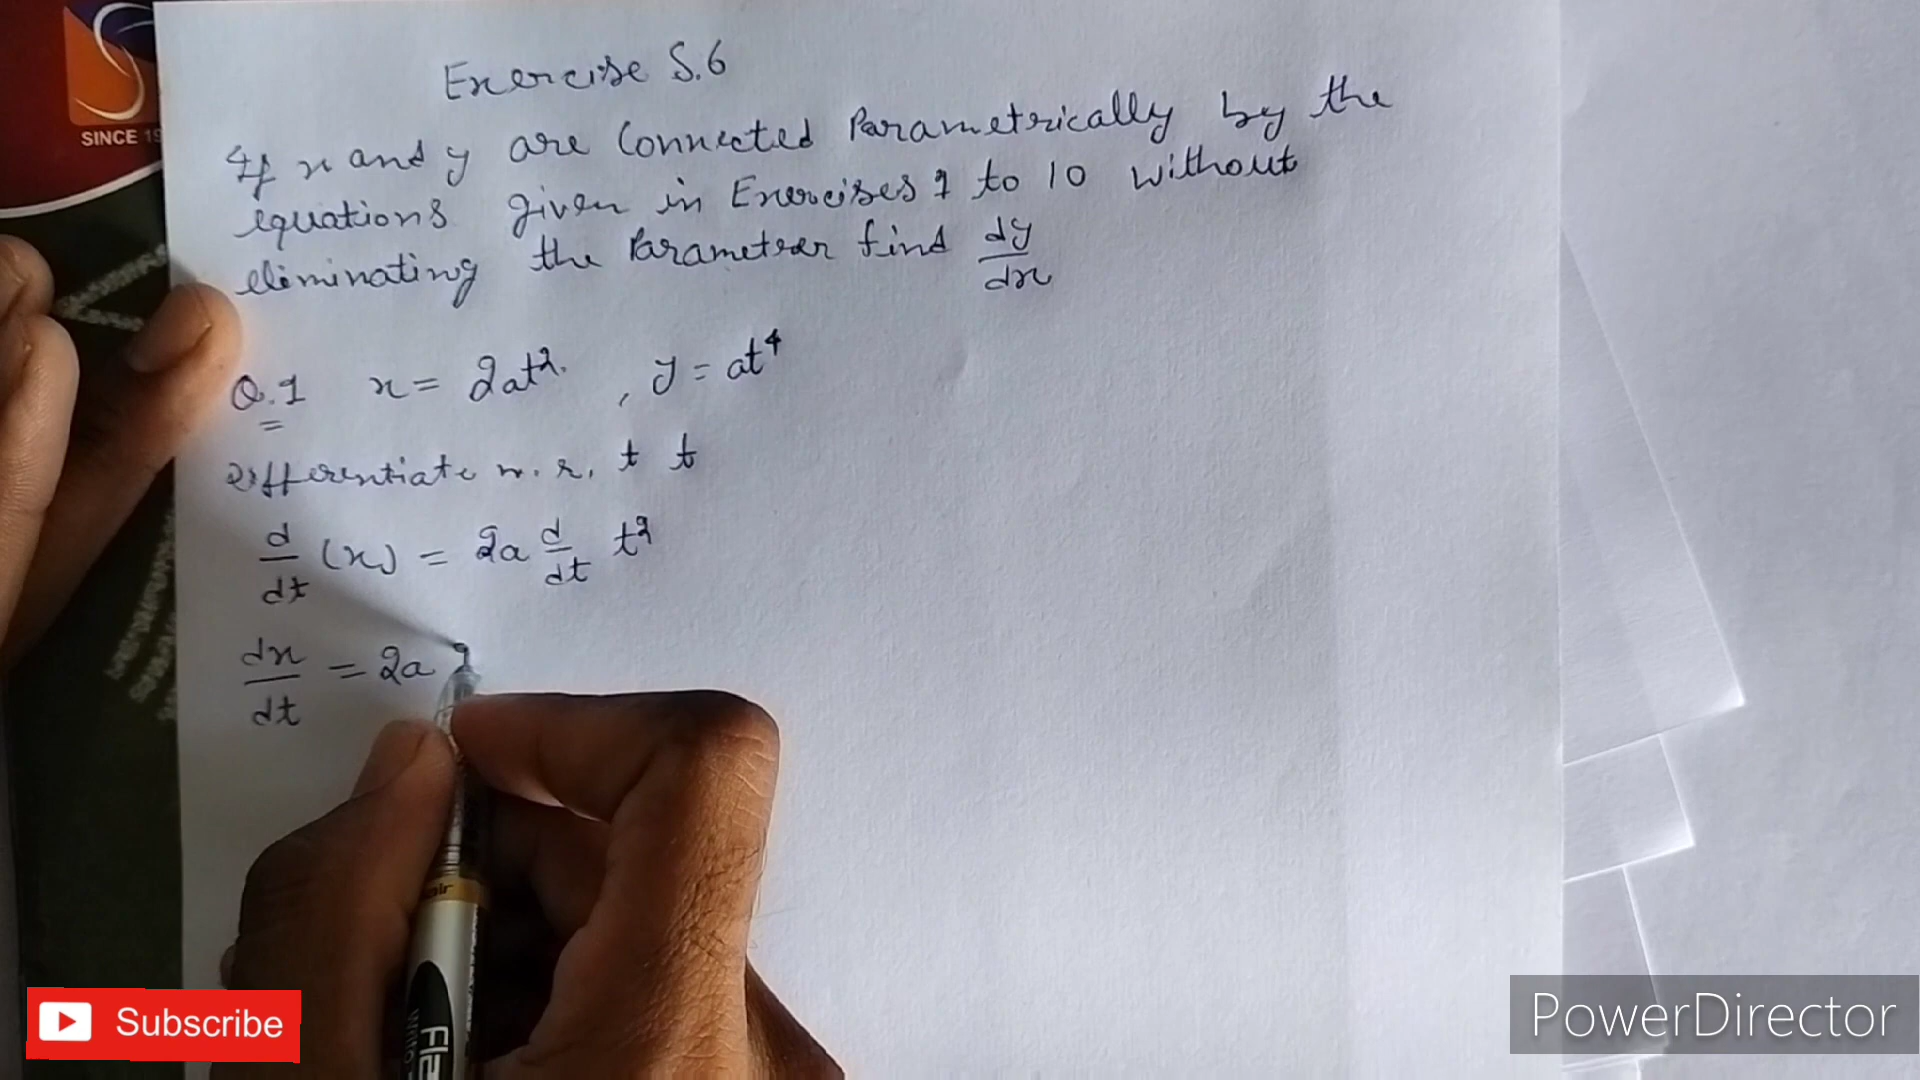 SINCE 19
Exercise 5.6
If x and y are Connected Parametrically by the
equations given in Exercises 1 to 10 without
eliminating the Parameter find dy/dx
Q.1 x = 2at². , y = at⁴
Differentiate w.r. t t
d/dt (x) = 2a d/dt t²
dx/dt = 2a
Fla
Subscribe
PowerDirector